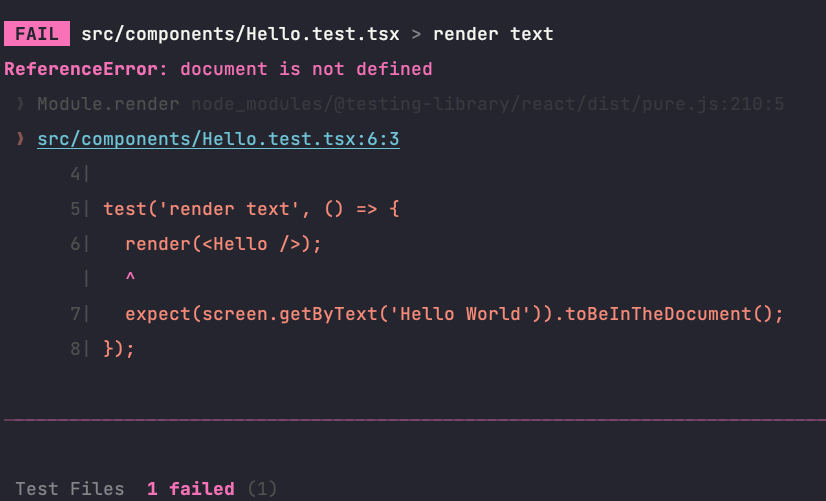 FAIL src/components/Hello.test.tsx > render text
ReferenceError: document is not defined
❯ Module.render node_modules/@testing-library/react/dist/pure.js:210:5
❯ src/components/Hello.test.tsx:6:3
4|
5| test('render text', () => {
6|   render(<Hello />);
|   ^
7|   expect(screen.getByText('Hello World')).toBeInTheDocument();
8| });
Test Files 1 failed (1)